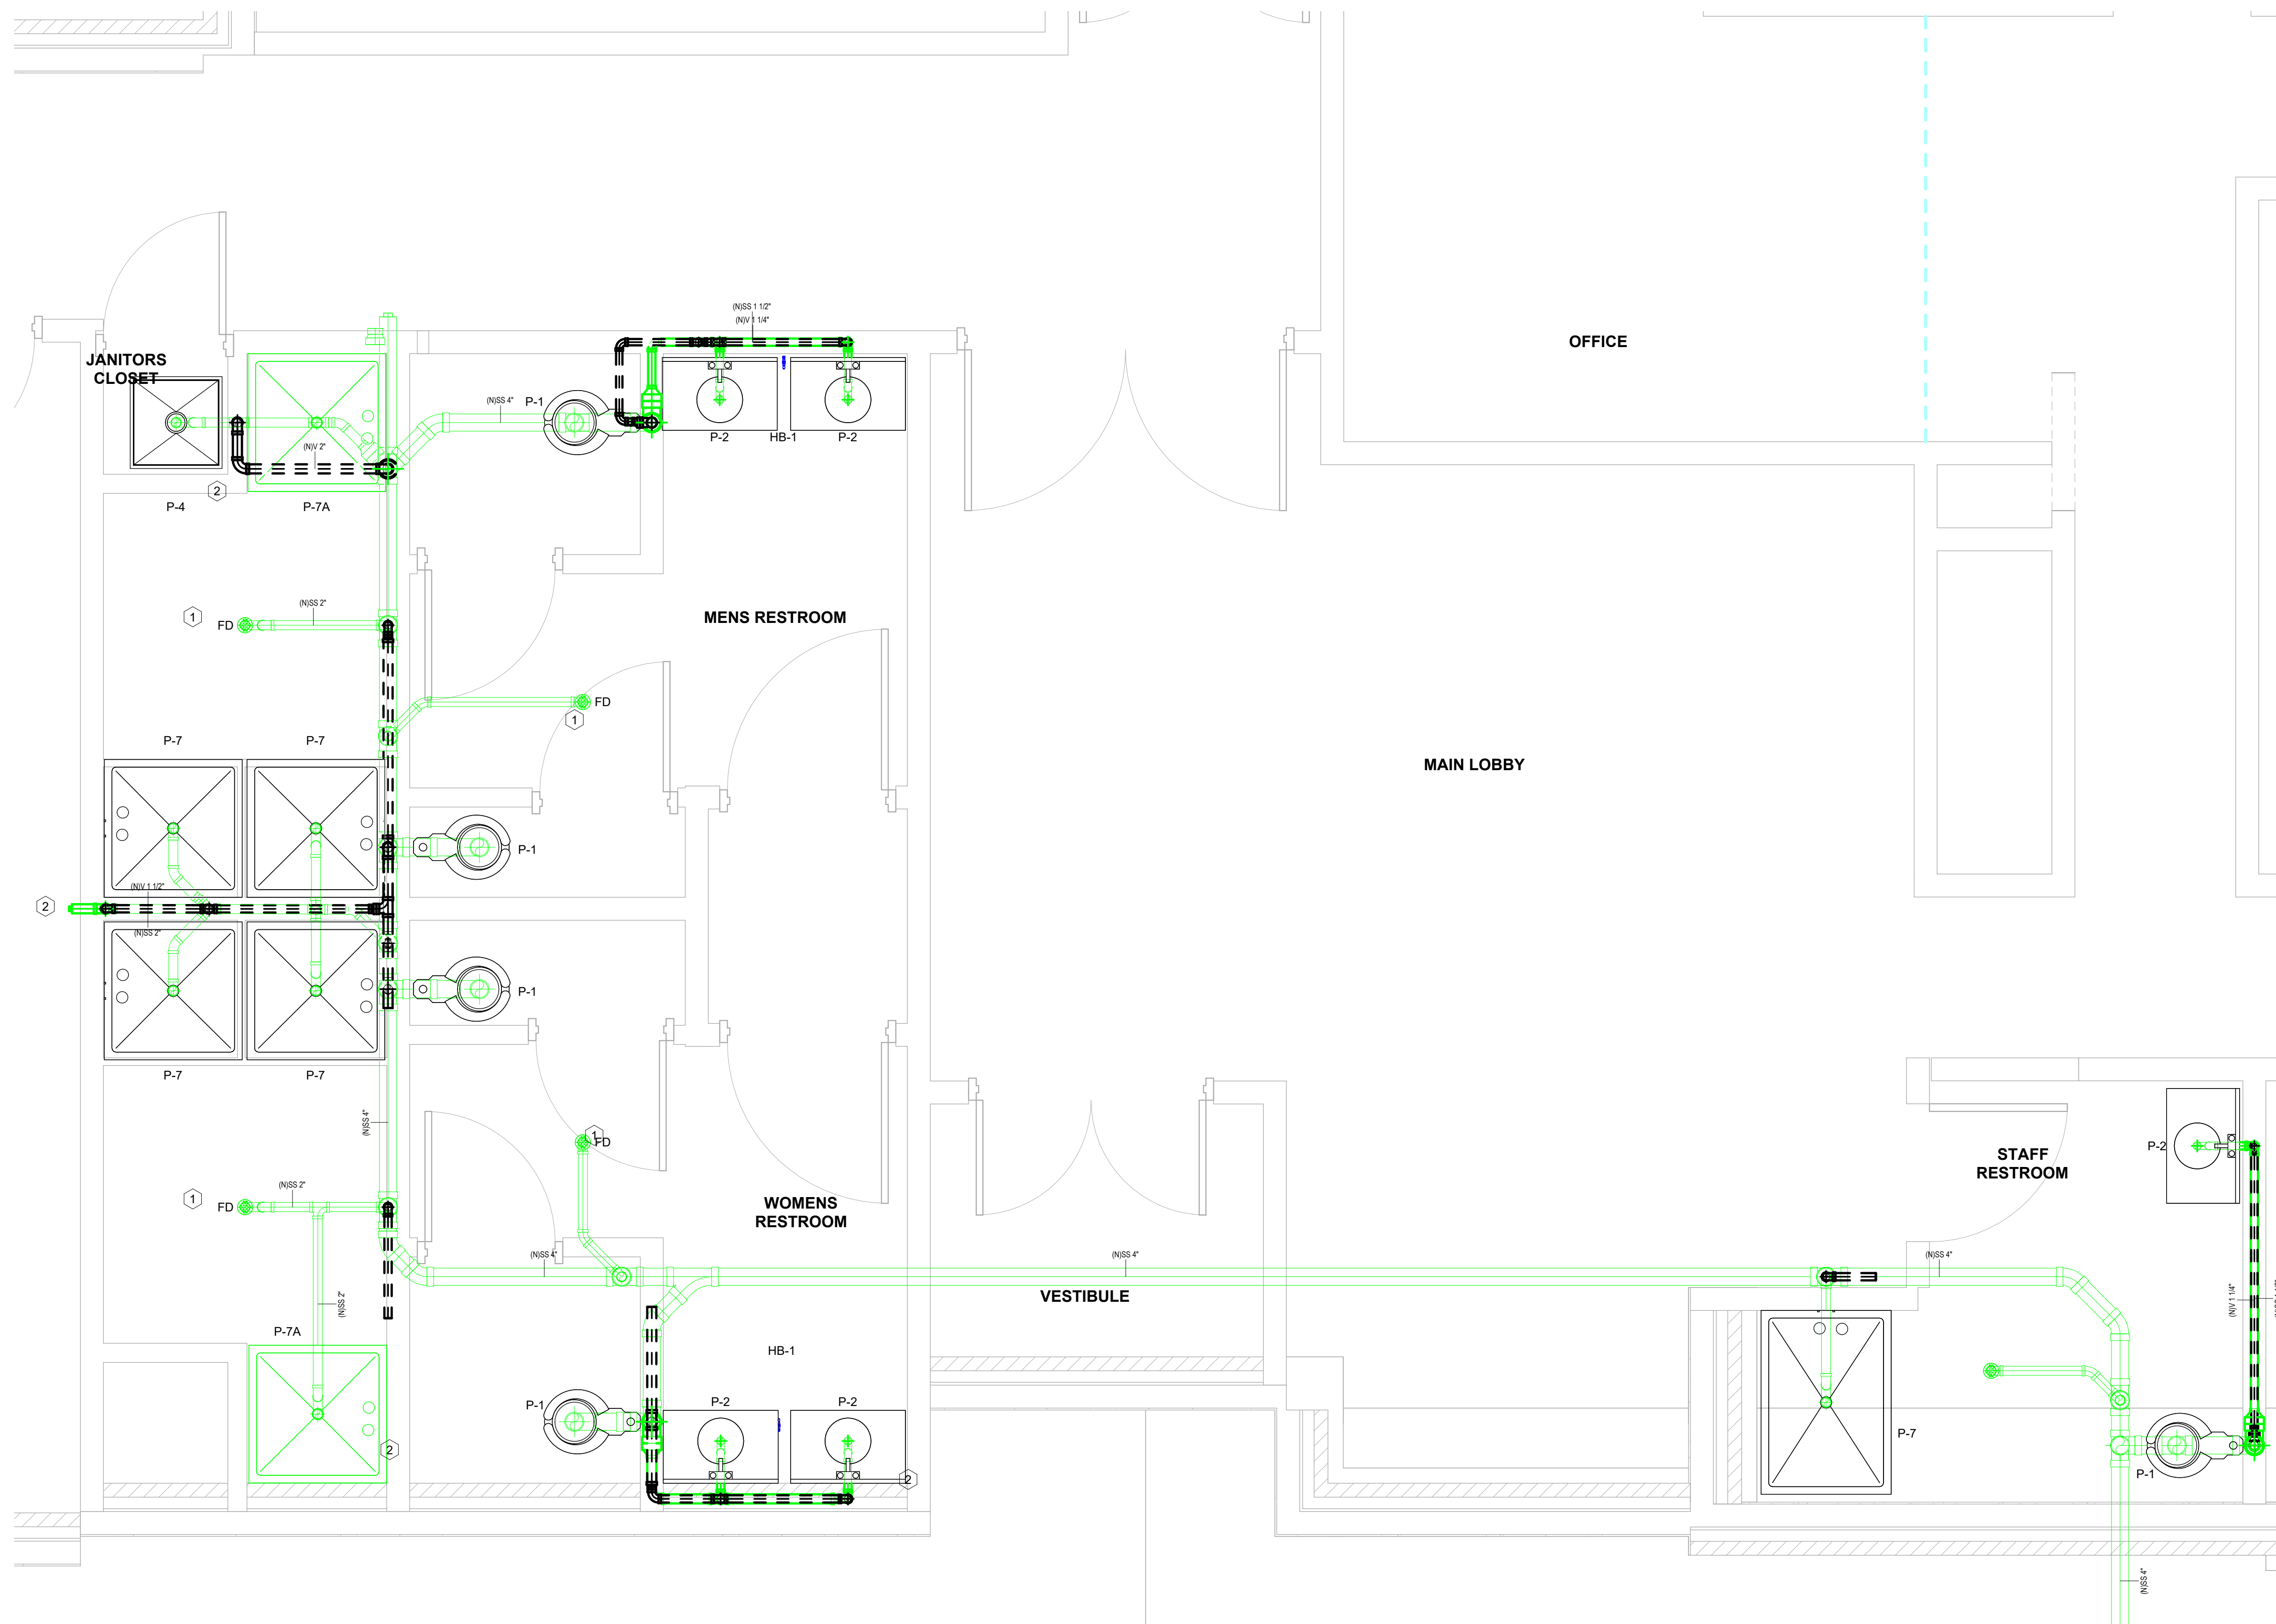 (N)SS 1 1/2"
(N)V 1 1/4"
OFFICE
JANITORS
CLOSET
(N)SS 4"
P-1
P-2
HB-1
P-2
(N)V 2"
2
P-4
P-7A
(N)SS 2"
1
FD
MENS RESTROOM
FD
1
P-7
P-7
MAIN LOBBY
P-1
(N)V 1 1/2"
2
(N)SS 2"
P-1
P-7
P-7
(N)SS 4"
1
FD
P-2
STAFF
RESTROOM
(N)SS 2"
1
FD
WOMENS
RESTROOM
(N)SS 4"
(N)SS 4"
(N)SS 4"
(N)SS 2"
VESTIBULE
(N)V 1 1/4"
P-7A
HB-1
P-1
P-2
P-2
P-7
2
2
P-1
(N)SS 4"